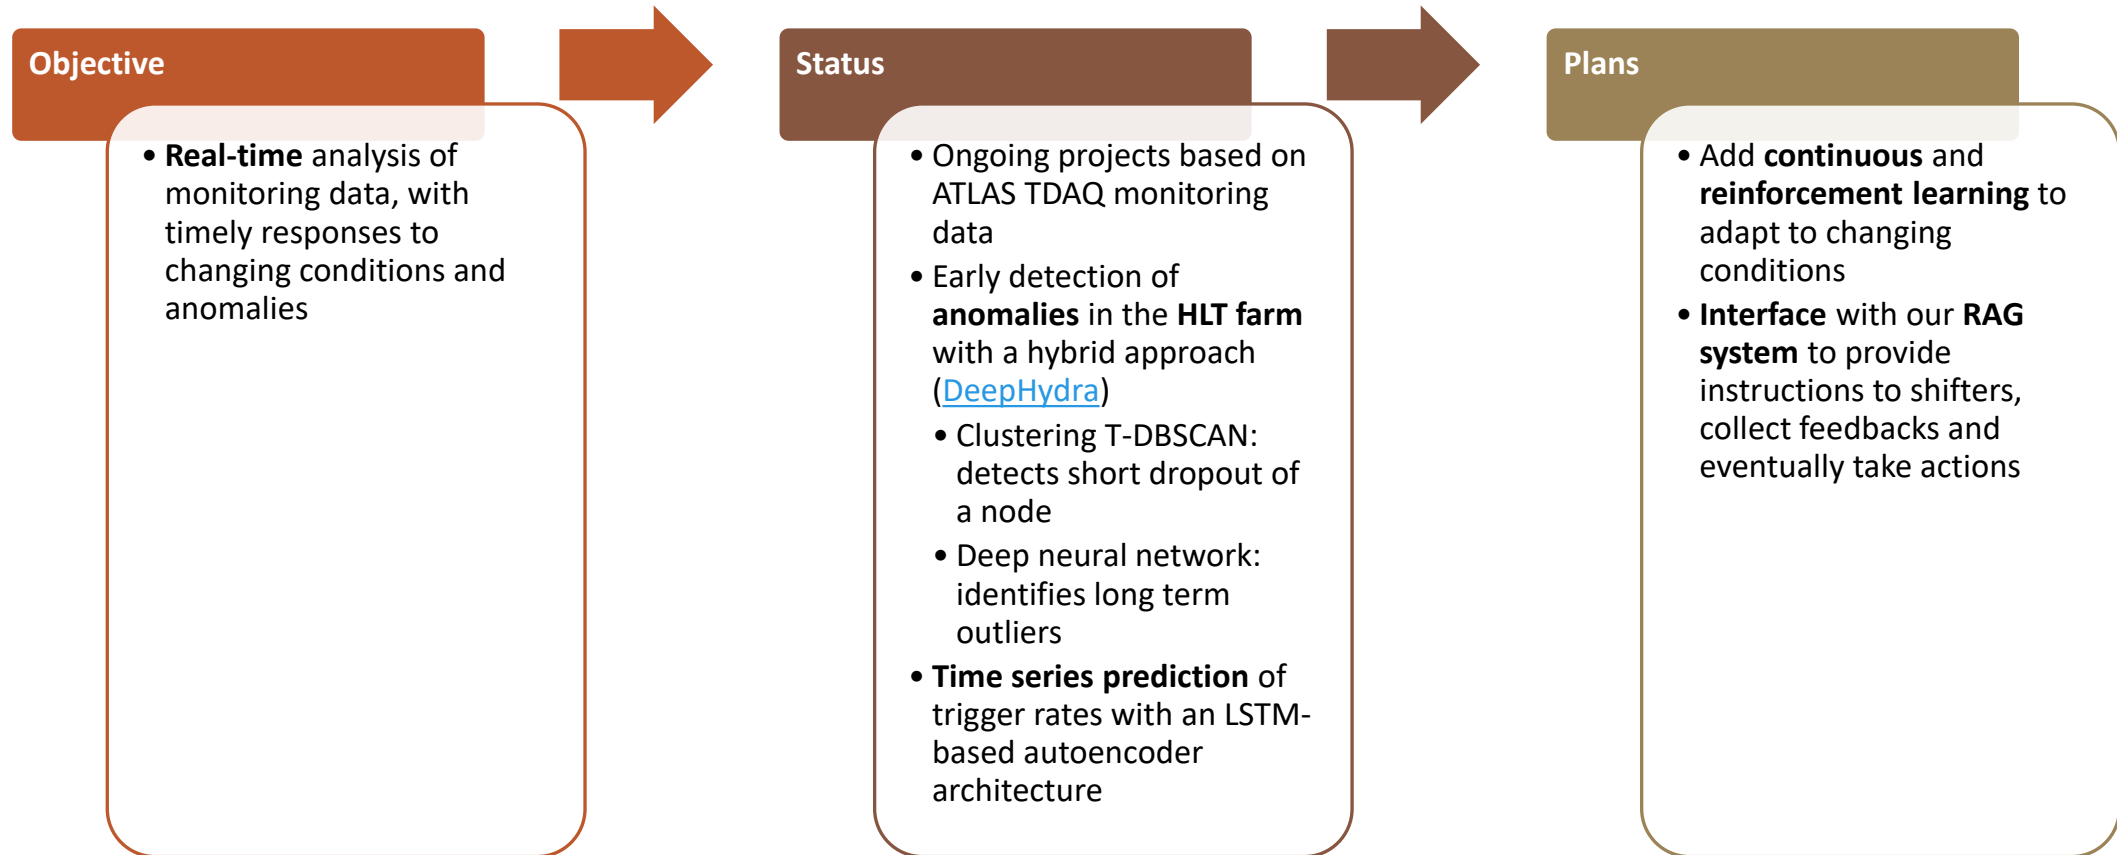 Objective
• Real-time analysis of
monitoring data, with
timely responses to
changing conditions and
anomalies
Status
• Ongoing projects based on
ATLAS TDAQ monitoring
data
• Early detection of
anomalies in the HLT farm
with a hybrid approach
(DeepHydra)
• Clustering T-DBSCAN:
detects short dropout of
a node
• Deep neural network:
identifies long term
outliers
• Time series prediction of
trigger rates with an LSTM-
based autoencoder
architecture
Plans
• Add continuous and
reinforcement learning to
adapt to changing
conditions
• Interface with our RAG
system to provide
instructions to shifters,
collect feedbacks and
eventually take actions